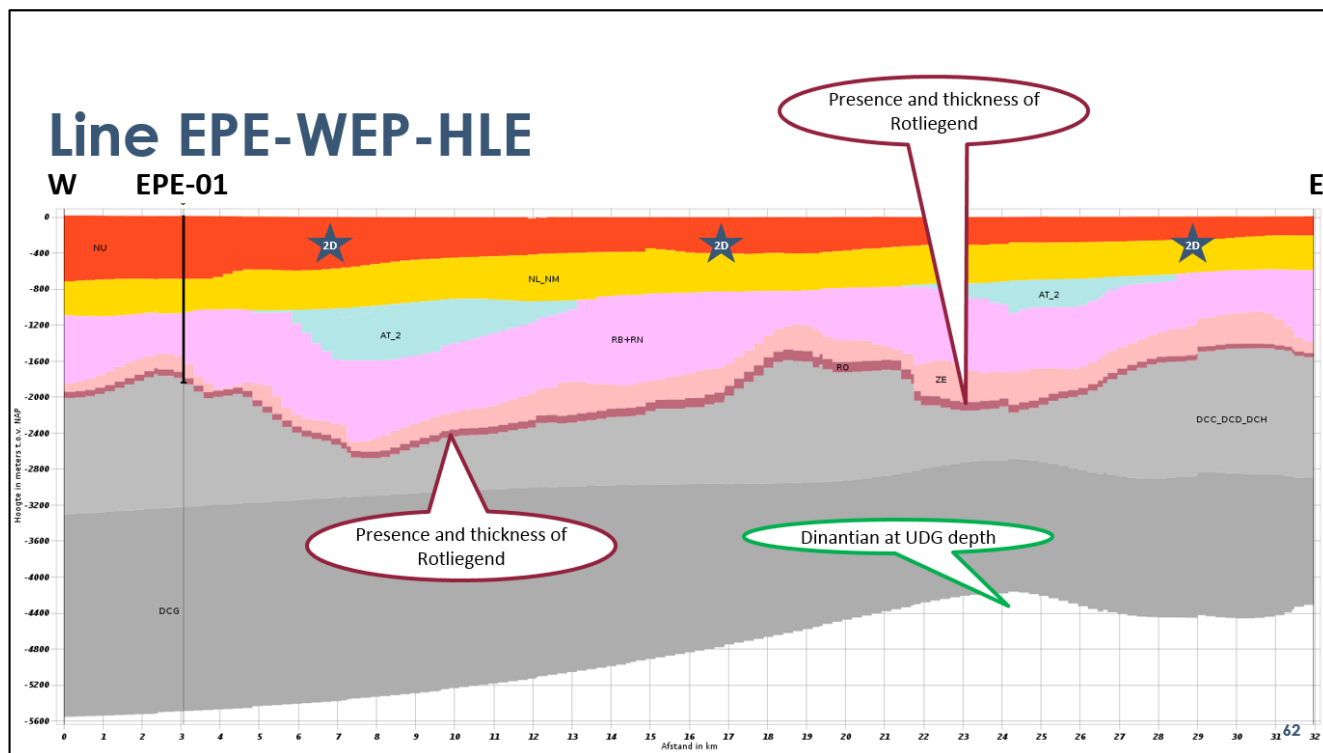 Line EPE-WEP-HLE
Presence and thickness of
Rotliegend
W
EPE-01
E
0
-400
-800
-1200
-1600
-2000
-2400
-2800
-3200
-3600
-4000
-4400
-4800
-5200
-5600
Hoogte in meters t.o.v. NAP
NU
2D
2D
2D
NL_NM
AT_2
AT_2
RB+RN
RO
ZE
DCC_DCD_DCH
Presence and thickness of
Rotliegend
Dinantian at UDG depth
DCG
0 1 2 3 4 5 6 7 8 9 10 11 12 13 14 15 16 17 18 19 20 21 22 23 24 25 26 27 28 29 30 31 32
Afstand in km
62